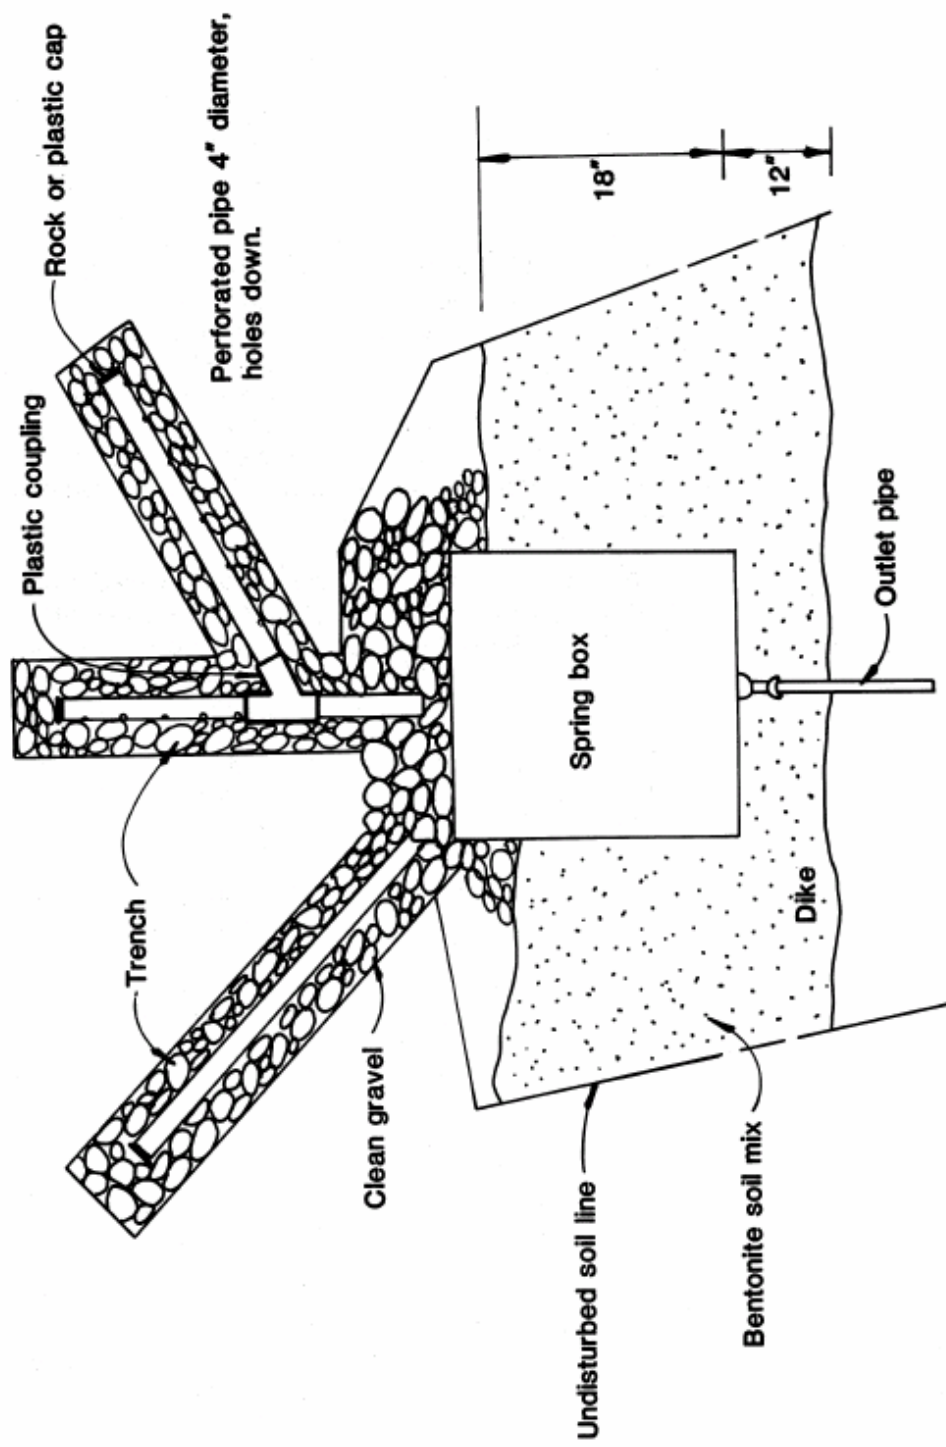 Rock or plastic cap
Perforated pipe 4" diameter,
holes down.
Plastic coupling
Trench
Clean gravel
Spring box
18"
12"
Outlet pipe
Dike
Undisturbed soil line
Bentonite soil mix